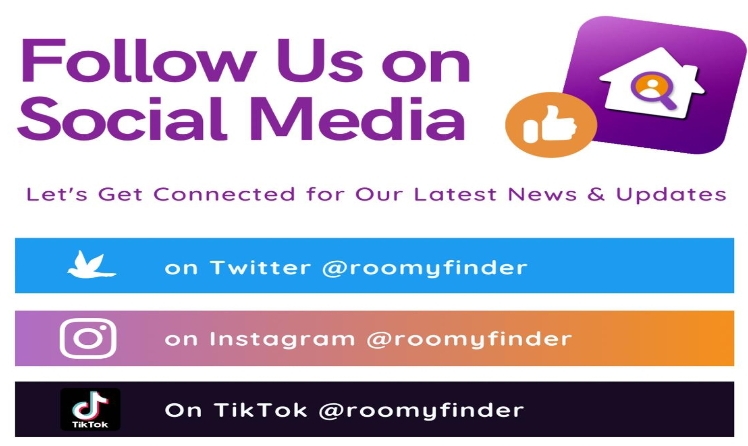 Follow Us on
Social Media
Let's Get Connected for Our Latest News & Updates
on Twitter @roomyfinder
on Instagram @roomyfinder
TikTok
On TikTok @roomyfinder